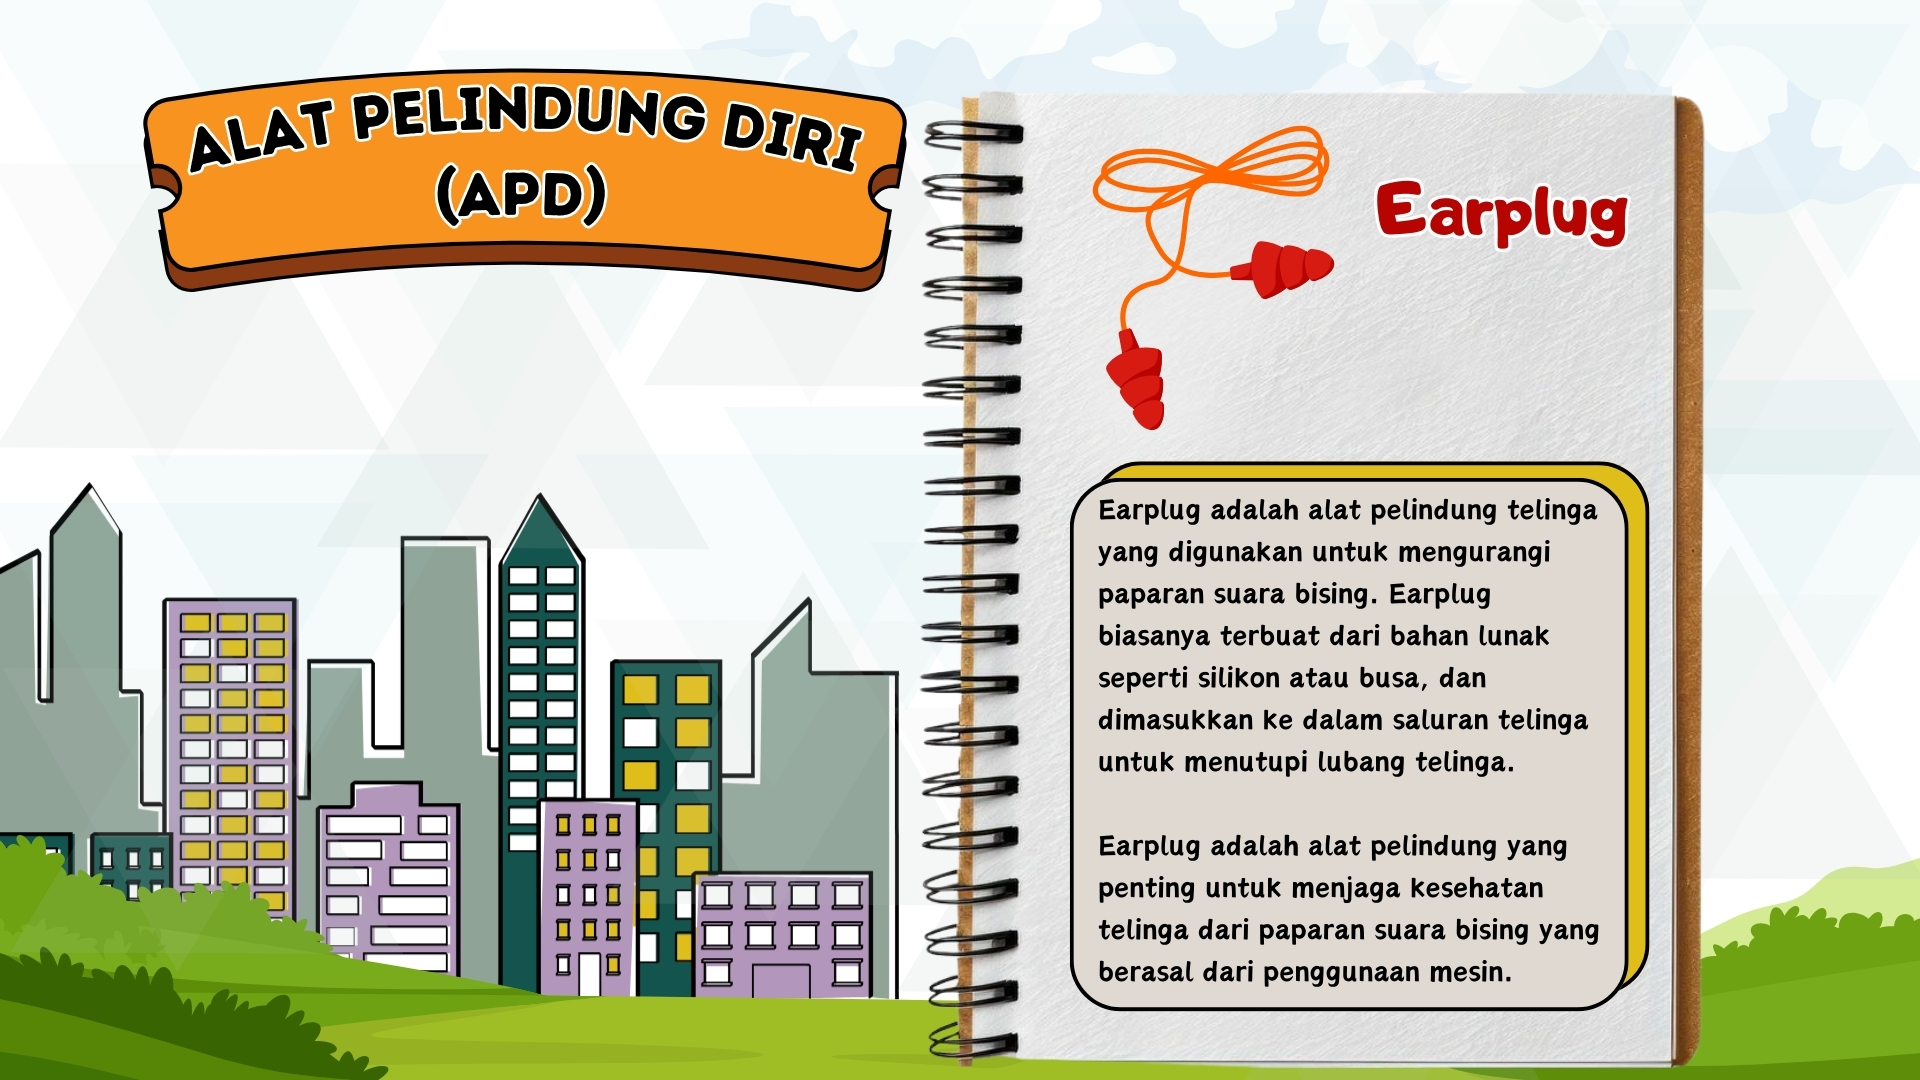 ALAT PELINDUNG DIRI
(APD)
Earplug
Earplug adalah alat pelindung telinga
yang digunakan untuk mengurangi
paparan suara bising. Earplug
biasanya terbuat dari bahan lunak
seperti silikon atau busa, dan
dimasukkan ke dalam saluran telinga
untuk menutupi lubang telinga.
Earplug adalah alat pelindung yang
penting untuk menjaga kesehatan
telinga dari paparan suara bising yang
berasal dari penggunaan mesin.